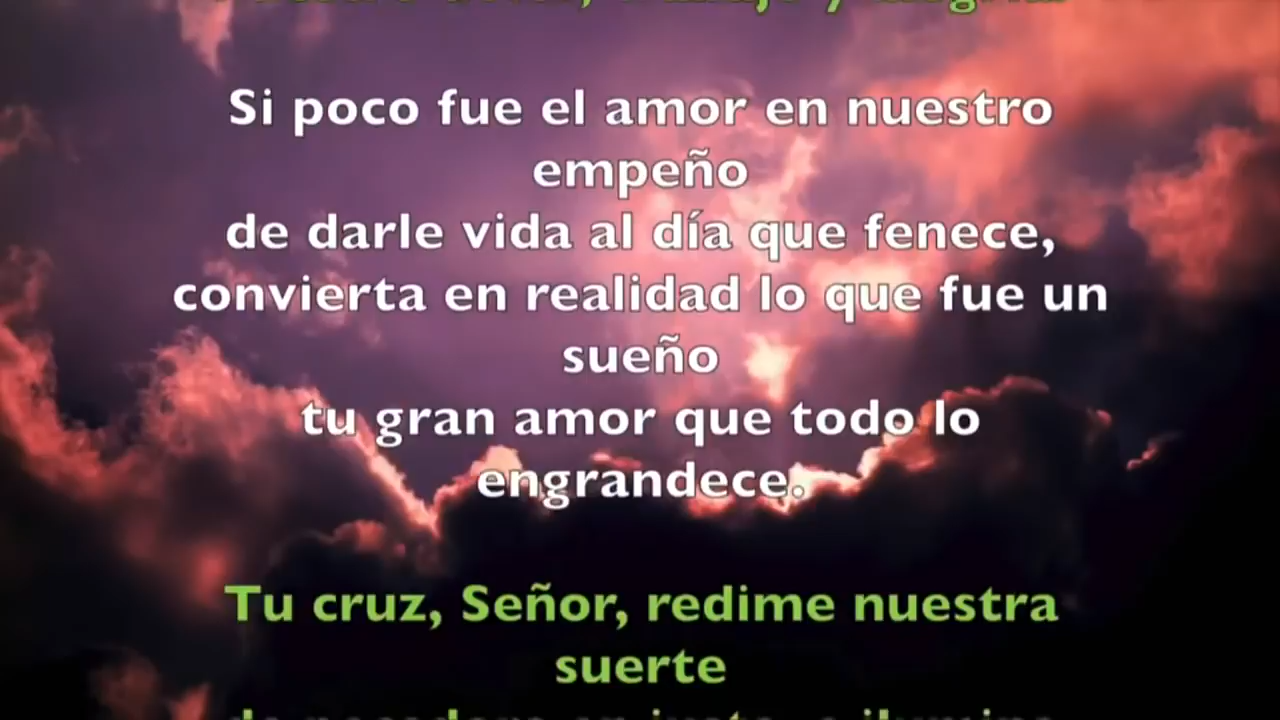 Si poco fue el amor en nuestro
empeño
de darle vida al día que fenece,
convierta en realidad lo que fue un
sueño
tu gran amor que todo lo
engrandece.
Tu cruz, Señor, redime nuestra
suerte